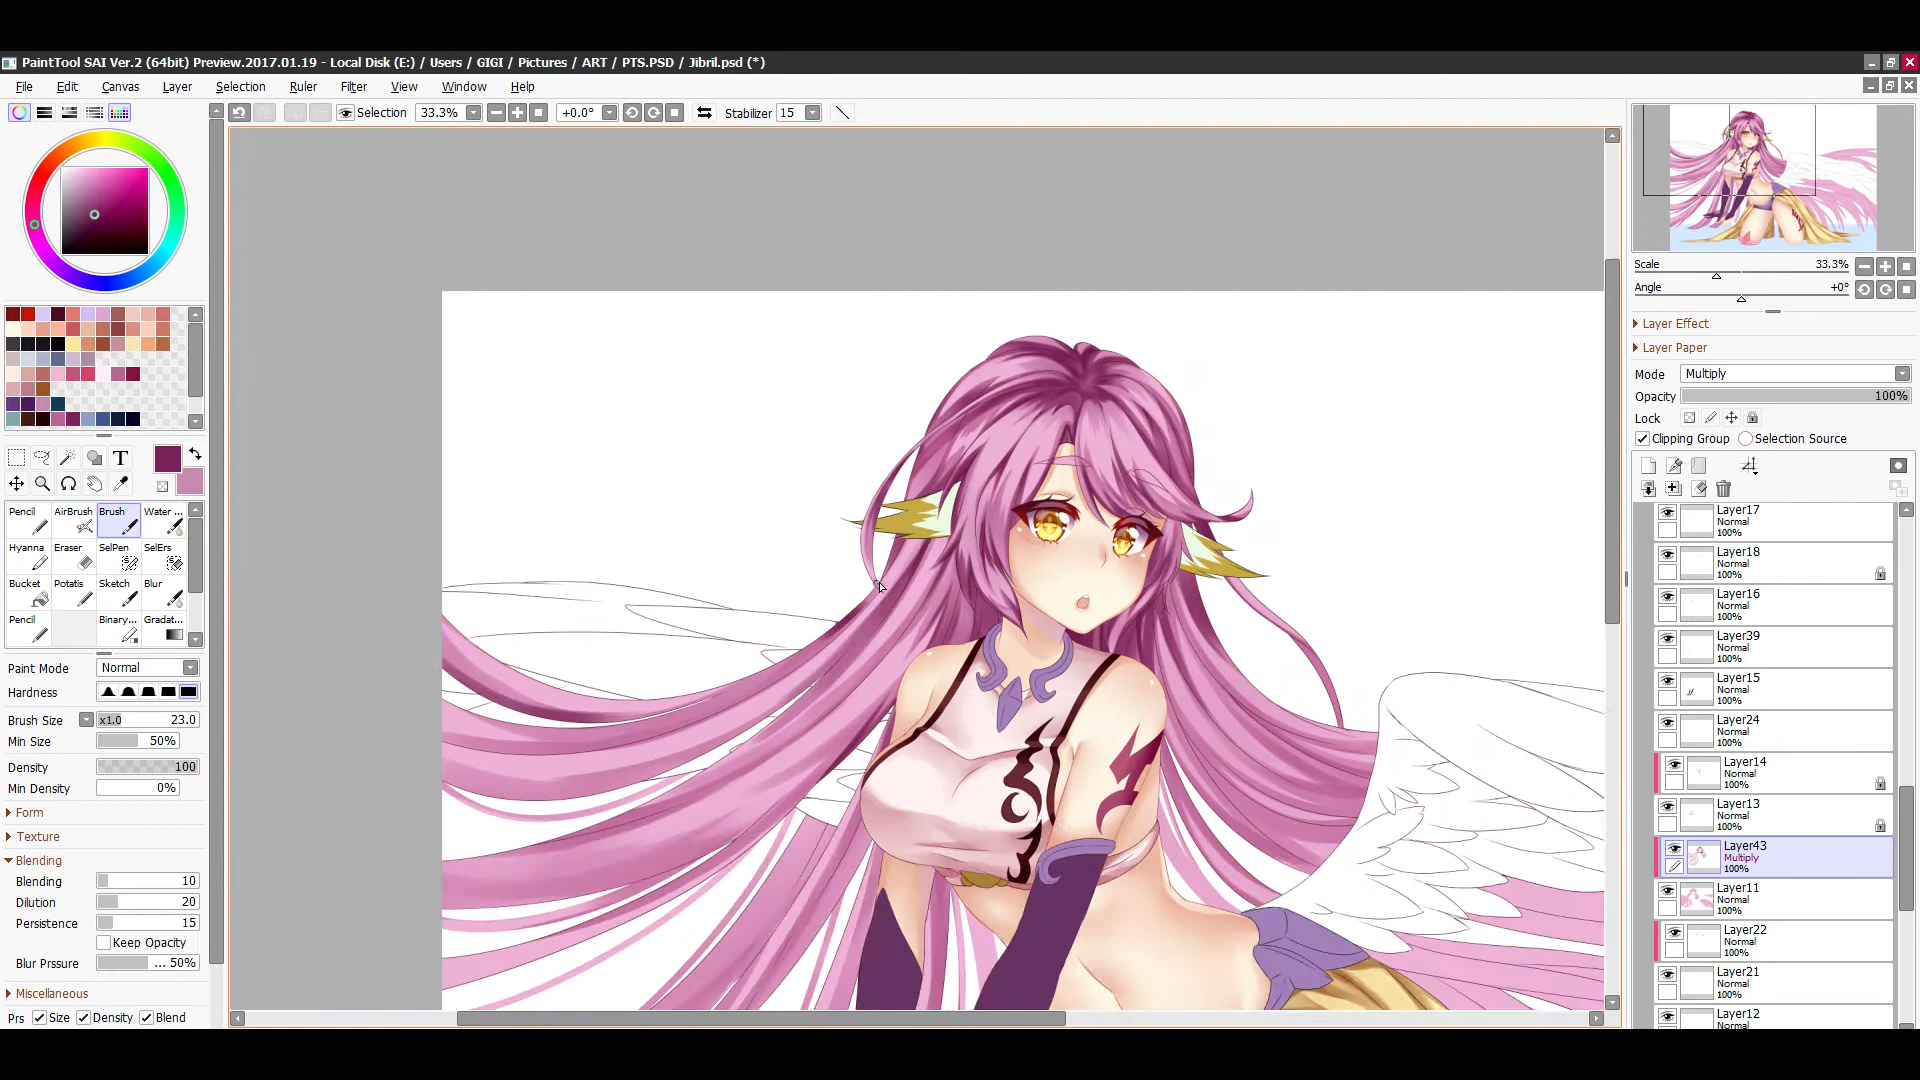 PaintTool SAI Ver.2 (64bit) Preview.2017.01.19 - Local Disk (E:) / Users / GIGI / Pictures / ART / PTS.PSD / Jibril.psd (*)
File Edit Canvas Layer Selection Ruler Filter View Window Help
Selection 33.3% +0.0° Stabilizer 15
T
Pencil AirBrush Brush Water ...
Hyanna Eraser SelPen SelErs
Bucket Potatis Sketch Blur
Pencil Binary... Gradat...
Paint Mode Normal
Hardness
Brush Size x1.0 23.0
Min Size 50%
Density 100
Min Density 0%
Form
Texture
Blending
Blending 10
Dilution 20
Persistence 15
Keep Opacity
Blur Prssure ... 50%
Miscellaneous
Prs Size Density Blend
Scale 33.3%
Angle +0°
Layer Effect
Layer Paper
Mode Multiply
Opacity 100%
Lock
Clipping Group Selection Source
Layer17
Normal
100%
Layer18
Normal
100%
Layer16
Normal
100%
Layer39
Normal
100%
Layer15
Normal
100%
Layer24
Normal
100%
Layer14
Normal
100%
Layer13
Normal
100%
Layer43
Multiply
100%
Layer11
Normal
100%
Layer22
Normal
100%
Layer21
Normal
100%
Layer12
Normal